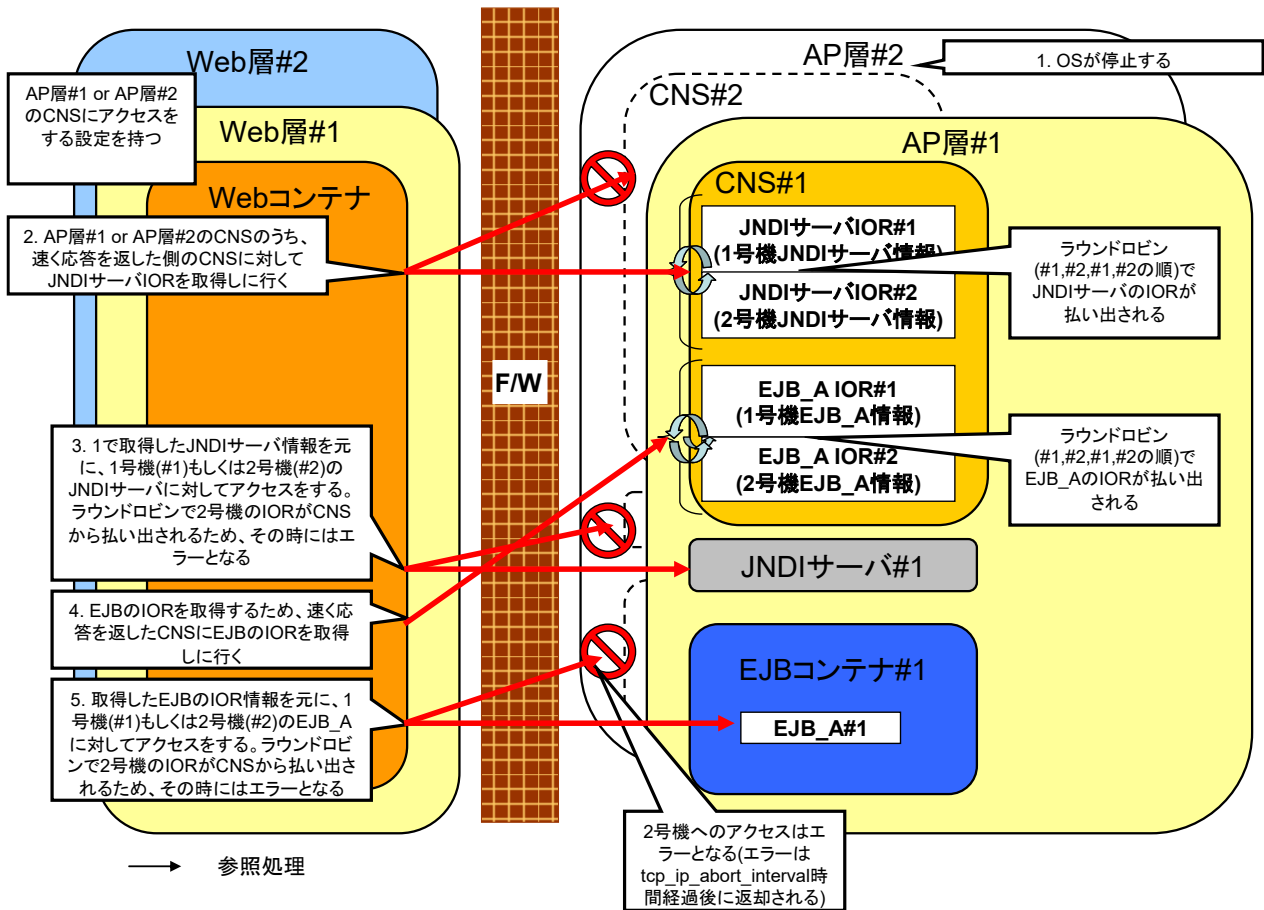 Web層#2
AP層#1 or AP層#2
のCNSにアクセスを
する設定を持つ
Web層#1
Webコンテナ
2. AP層#1 or AP層#2のCNSのうち、
速く応答を返した側のCNSに対して
JNDIサーバIORを取得しに行く
3. 1で取得したJNDIサーバ情報を元
に、1号機(#1)もしくは2号機(#2)の
JNDIサーバに対してアクセスをする。
ラウンドロビンで2号機のIORがCNS
から払い出されるため、その時にはエ
ラーとなる
4. EJBのIORを取得するため、速く応
答を返したCNSにEJBのIORを取得
しに行く
5. 取得したEJBのIOR情報を元に、1
号機(#1)もしくは2号機(#2)のEJB_A
に対してアクセスをする。ラウンドロビ
ンで2号機のIORがCNSから払い出さ
れるため、その時にはエラーとなる
参照処理
F/W
AP層#2
1. OSが停止する
CNS#2
AP層#1
CNS#1
JNDIサーバIOR#1
(1号機JNDIサーバ情報)
JNDIサーバIOR#2
(2号機JNDIサーバ情報)
ラウンドロビン
(#1,#2,#1,#2の順)で
JNDIサーバのIORが
払い出される
EJB_A IOR#1
(1号機EJB_A情報)
EJB_A IOR#2
(2号機EJB_A情報)
ラウンドロビン
(#1,#2,#1,#2の順)で
EJB_AのIORが払い出
される
JNDIサーバ#1
EJBコンテナ#1
EJB_A#1
2号機へのアクセスはエ
ラーとなる(エラーは
tcp_ip_abort_interval時
間経過後に返却される)